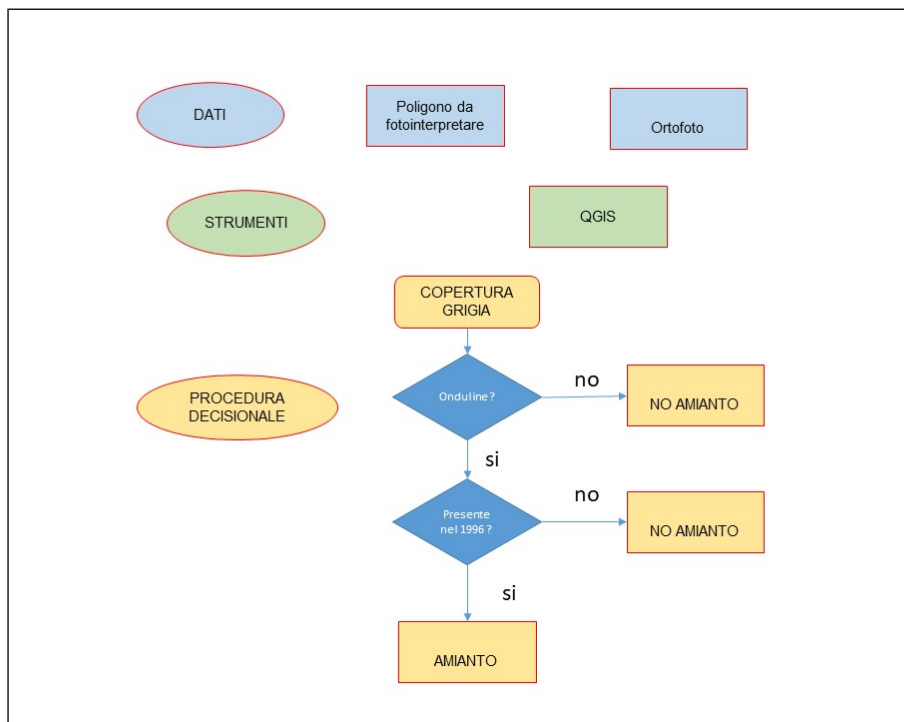 DATI
Poligono da
fotointerpretare
Ortofoto
STRUMENTI
QGIS
COPERTURA
GRIGIA
PROCEDURA
DECISIONALE
Onduline?
no
NO AMIANTO
si
Presente
nel 1996?
no
NO AMIANTO
si
AMIANTO